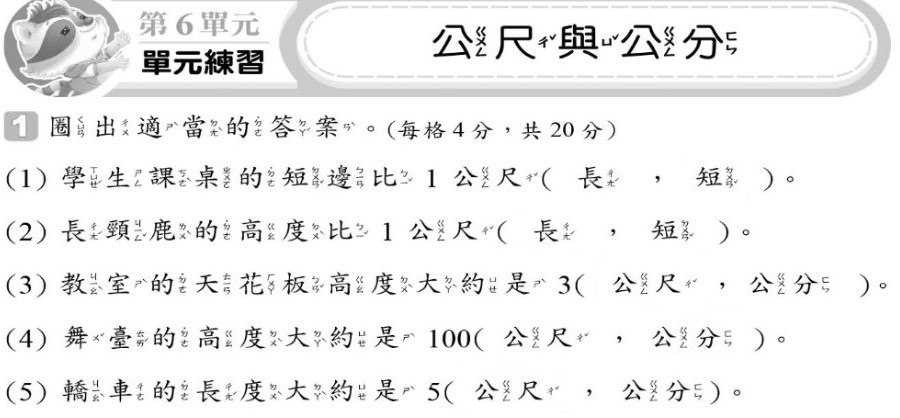 第6單元
單元練習
公尺與公分
1 圈出適當的答案。(每格4分，共20分)
(1) 學生課桌的短邊比 1 公尺( 長 ， 短 )。
(2) 長頸鹿的高度比 1 公尺( 長 ， 短 )。
(3) 教室的天花板高度大約是 3( 公尺 ， 公分 )。
(4) 舞臺的高度大約是 100( 公尺 ， 公分 )。
(5) 轎車的長度大約是 5( 公尺 ， 公分 )。